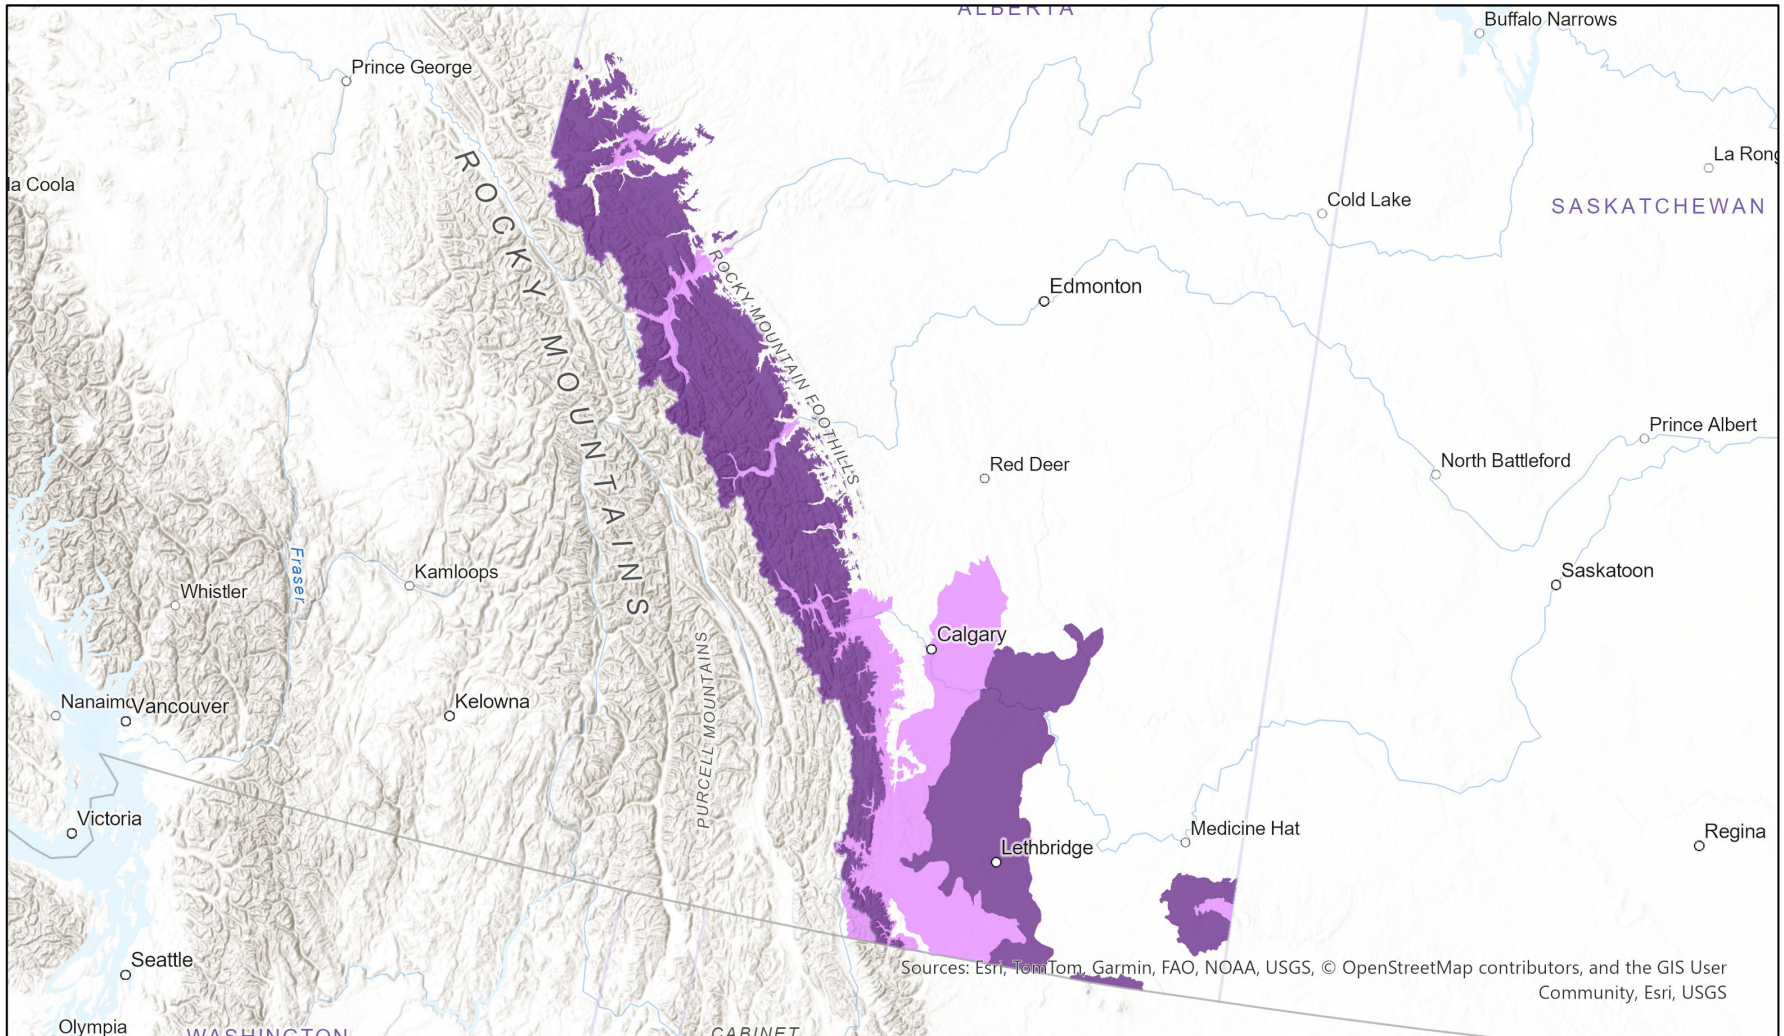 ALBERTA
Buffalo Narrows
Prince George
La Rong
la Coola
Cold Lake
SASKATCHEWAN
ROCKY MOUNTAINS
ROCKY MOUNTAIN FOOTHILLS
Edmonton
Prince Albert
Red Deer
North Battleford
Fraser
Kamloops
Saskatoon
Whistler
Calgary
PURCELL MOUNTAINS
Nanaimo
Vancouver
Kelowna
Victoria
Medicine Hat
Regina
Lethbridge
Seattle
Sources: Esri, TomTom, Garmin, FAO, NOAA, USGS, © OpenStreetMap contributors, and the GIS User
Community, Esri, USGS
Olympia
WASHINGTON
CABINET